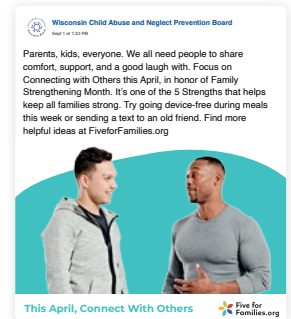 Wisconsin Child Abuse and Neglect Prevention Board
Sept 1 at 1:03 PM
Parents, kids, everyone. We all need people to share
comfort, support, and a good laugh with. Focus on
Connecting with Others this April, in honor of Family
Strengthening Month. It's one of the 5 Strengths that helps
keep all families strong. Try going device-free during meals
this week or sending a text to an old friend. Find more
helpful ideas at FiveforFamilies.org
This April, Connect With Others
Five for
Families.org